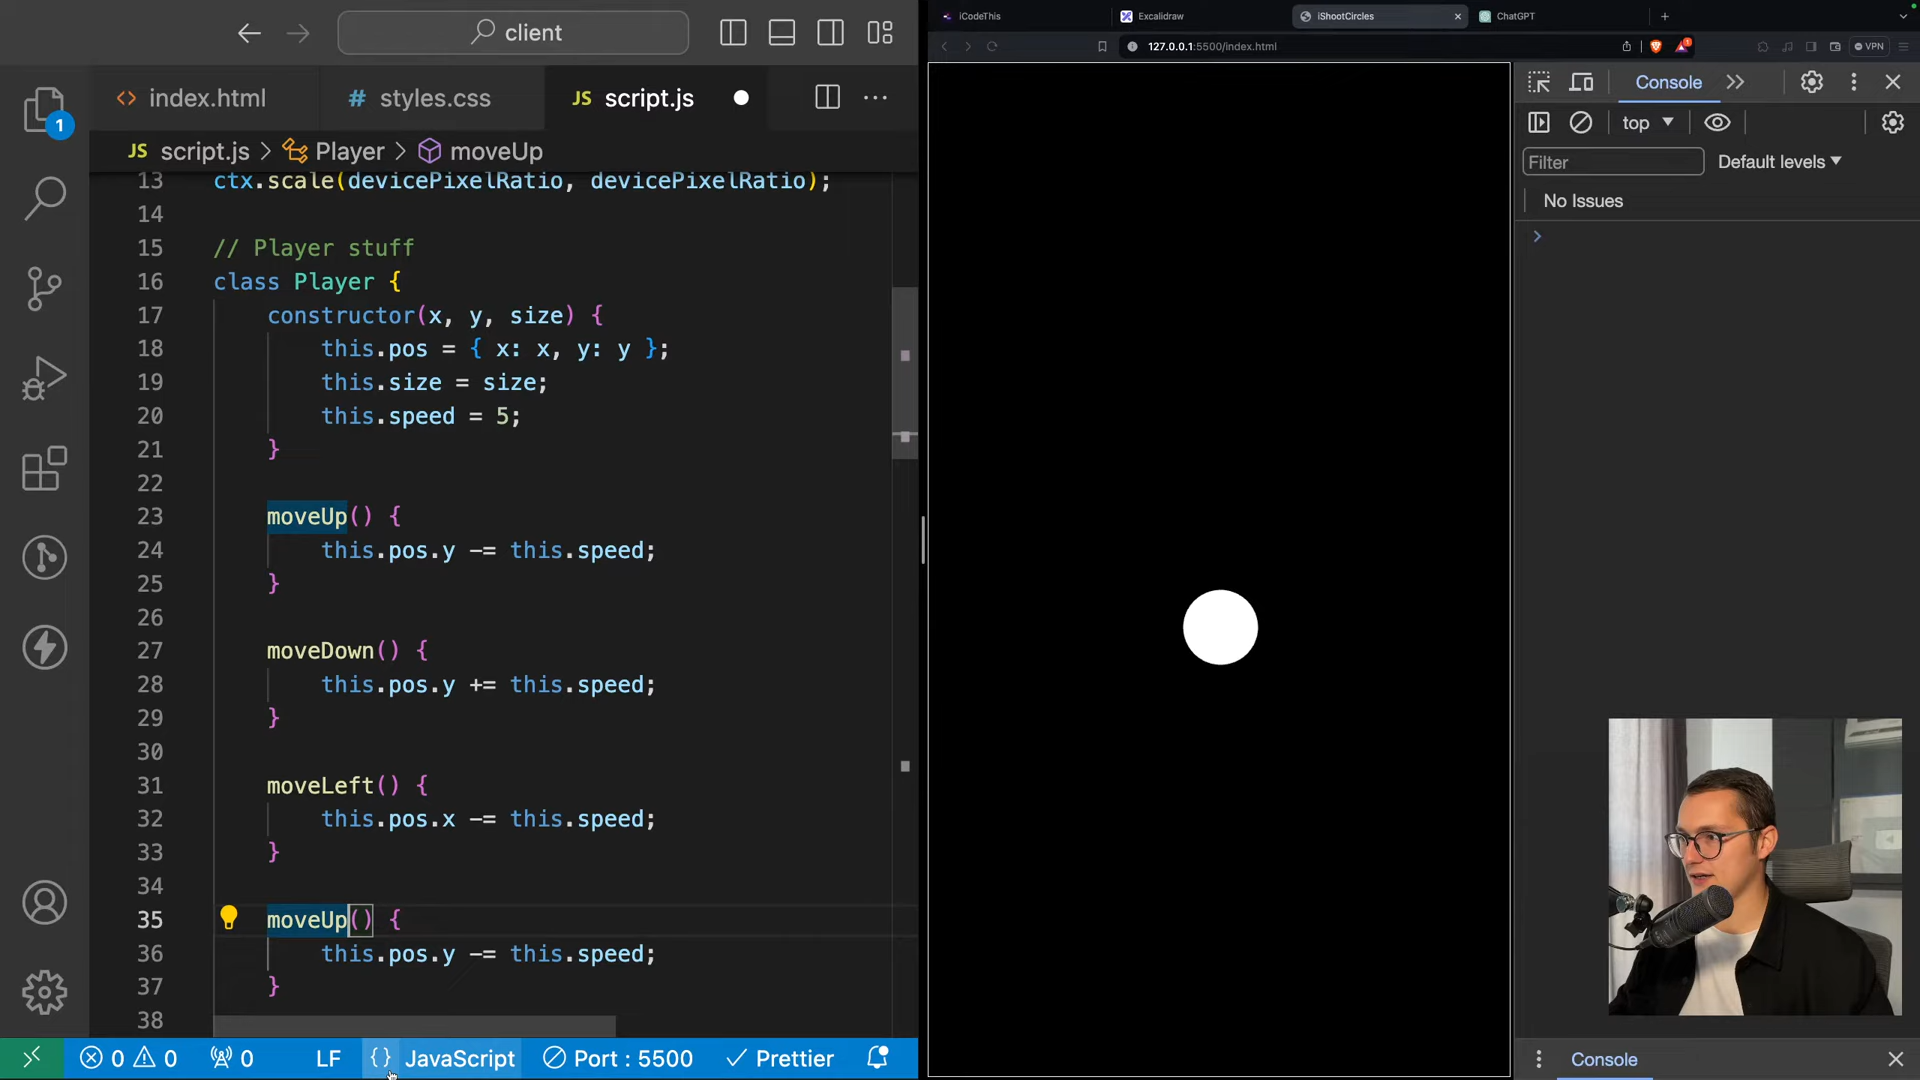 client
iCodeThis
Excalidraw
iShootCircles
ChatGPT
127.0.0.1:5500/index.html
VPN
1
1
<> index.html
# styles.css
JS script.js
JS script.js > Player > moveUp
13 ctx.scale(devicePixelRatio, devicePixelRatio);
14
15 // Player stuff
16 class Player {
17 constructor(x, y, size) {
18 this.pos = { x: x, y: y };
19 this.size = size;
20 this.speed = 5;
21 }
22
23 moveUp() {
24 this.pos.y -= this.speed;
25 }
26
27 moveDown() {
28 this.pos.y += this.speed;
29 }
30
31 moveLeft() {
32 this.pos.x -= this.speed;
33 }
34
35 moveUp() {
36 this.pos.y -= this.speed;
37 }
38
0 0 0 LF {} JavaScript Port : 5500 Prettier
Console
top
Filter
Default levels
No Issues
Console